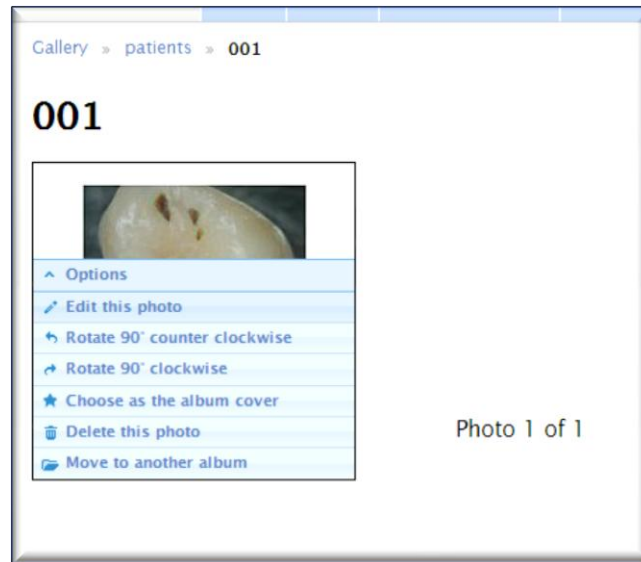 Gallery » patients » 001
001
Options
Edit this photo
Rotate 90° counter clockwise
Rotate 90° clockwise
Choose as the album cover
Delete this photo
Photo 1 of 1
Move to another album